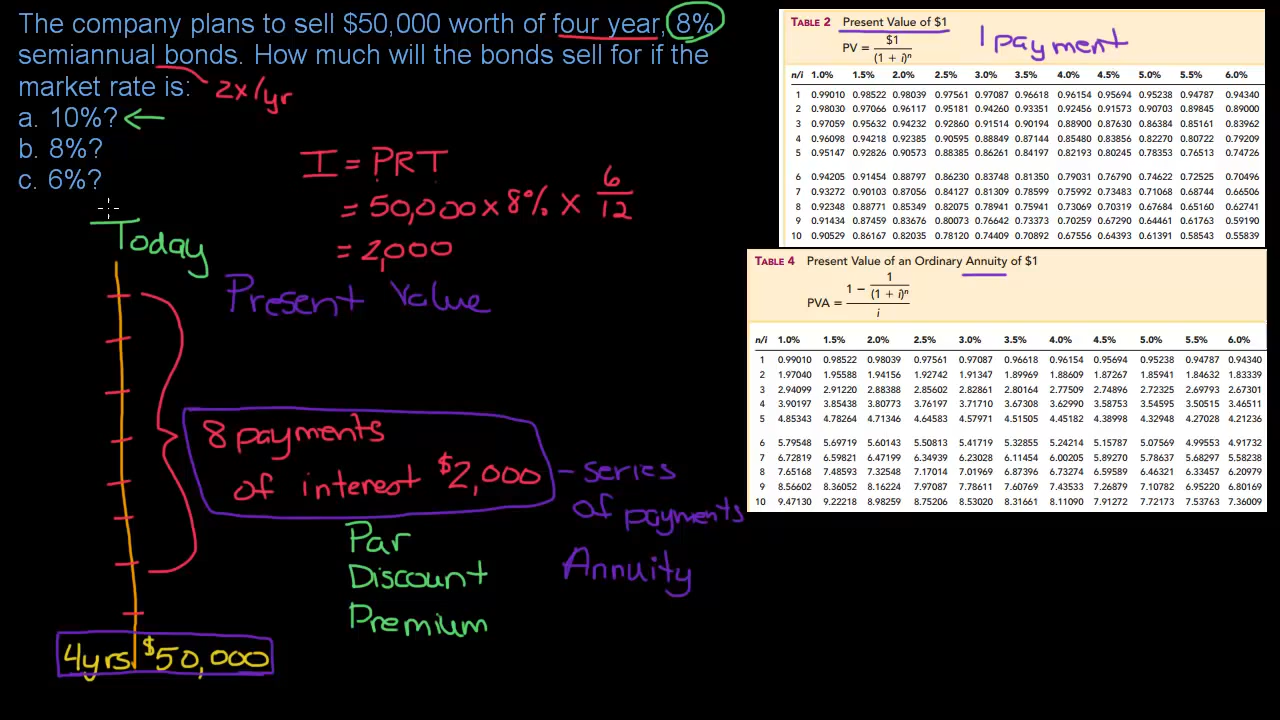 The company plans to sell $50,000 worth of four year, 8%
semiannual bonds. How much will the bonds sell for if the
market rate is:
a. 10%?
b. 8%?
c. 6%?
2x/yr
I = PRT
= 50,000 x 8% x 6/12
= 2,000
Today
Present Value
8 payments
of interest $2,000
- series
of payments
Annuity
Par
Discount
Premium
4yrs $50,000
TABLE 2 Present Value of $1
PV = $1 / (1 + i)^n
1 payment
n/i 1.0% 1.5% 2.0% 2.5% 3.0% 3.5% 4.0% 4.5% 5.0% 5.5% 6.0%
1 0.99010 0.98522 0.98039 0.97561 0.97087 0.96618 0.96154 0.95694 0.95238 0.94787 0.94340
2 0.98030 0.97066 0.96117 0.95181 0.94260 0.93351 0.92456 0.91573 0.90703 0.89845 0.89000
3 0.97059 0.95632 0.94232 0.92860 0.91514 0.90194 0.88900 0.87630 0.86384 0.85161 0.83962
4 0.96098 0.94218 0.92385 0.90595 0.88849 0.87144 0.85480 0.83856 0.82270 0.80722 0.79209
5 0.95147 0.92826 0.90573 0.88385 0.86261 0.84197 0.82193 0.80245 0.78353 0.76513 0.74726
6 0.94205 0.91454 0.88797 0.86230 0.83748 0.81350 0.79031 0.76790 0.74622 0.72525 0.70496
7 0.93272 0.90103 0.87056 0.84127 0.81309 0.78599 0.75992 0.73483 0.71068 0.68744 0.66506
8 0.92348 0.88771 0.85349 0.82075 0.78941 0.75941 0.73069 0.70319 0.67684 0.65160 0.62741
9 0.91434 0.87459 0.83676 0.80073 0.76642 0.73373 0.70259 0.67290 0.64461 0.61763 0.59190
10 0.90529 0.86167 0.82035 0.78120 0.74409 0.70892 0.67556 0.64393 0.61391 0.58543 0.55839
TABLE 4 Present Value of an Ordinary Annuity of $1
PVA = 1 − 1 / (1 + i)^n / i
n/i 1.0% 1.5% 2.0% 2.5% 3.0% 3.5% 4.0% 4.5% 5.0% 5.5% 6.0%
1 0.99010 0.98522 0.98039 0.97561 0.97087 0.96618 0.96154 0.95694 0.95238 0.94787 0.94340
2 1.97040 1.95588 1.94156 1.92742 1.91347 1.89969 1.88609 1.87267 1.85941 1.84632 1.83339
3 2.94099 2.91220 2.88388 2.85602 2.82861 2.80164 2.77509 2.74896 2.72325 2.69793 2.67301
4 3.90197 3.85438 3.80773 3.76197 3.71710 3.67308 3.62990 3.58753 3.54595 3.50515 3.46511
5 4.85343 4.78264 4.71346 4.64583 4.57971 4.51505 4.45182 4.38998 4.32948 4.27028 4.21236
6 5.79548 5.69719 5.60143 5.50813 5.41719 5.32855 5.24214 5.15787 5.07569 4.99553 4.91732
7 6.72819 6.59821 6.47199 6.34939 6.23028 6.11454 6.00205 5.89270 5.78637 5.68297 5.58238
8 7.65168 7.48593 7.32548 7.17014 7.01969 6.87396 6.73274 6.59589 6.46321 6.33457 6.20979
9 8.56602 8.36052 8.16224 7.97087 7.78611 7.60769 7.43533 7.26879 7.10782 6.95220 6.80169
10 9.47130 9.22218 8.98259 8.75206 8.53020 8.31661 8.11090 7.91272 7.72173 7.53763 7.36009